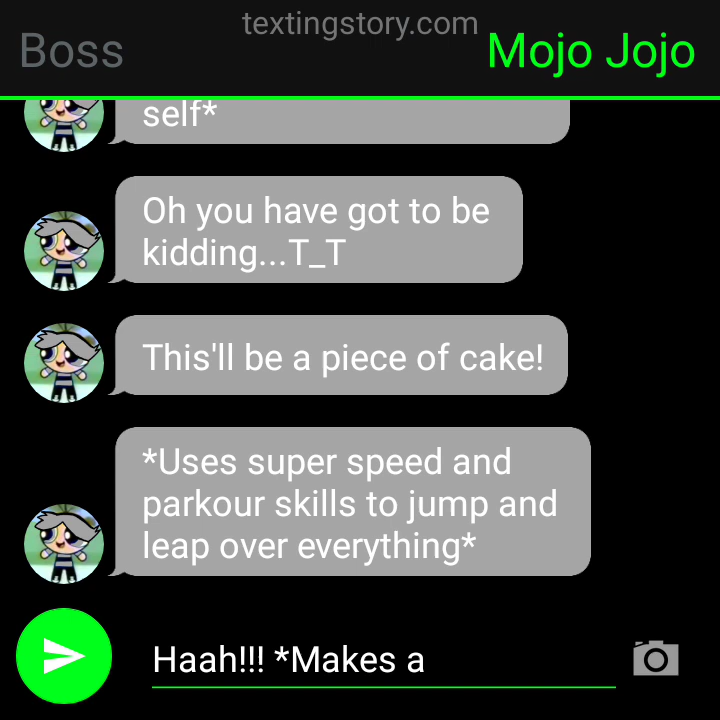 textingstory.com
Boss
Mojo Jojo
self*
Oh you have got to be
kidding...T_T
This'll be a piece of cake!
*Uses super speed and
parkour skills to jump and
leap over everything*
Haah!!! *Makes a